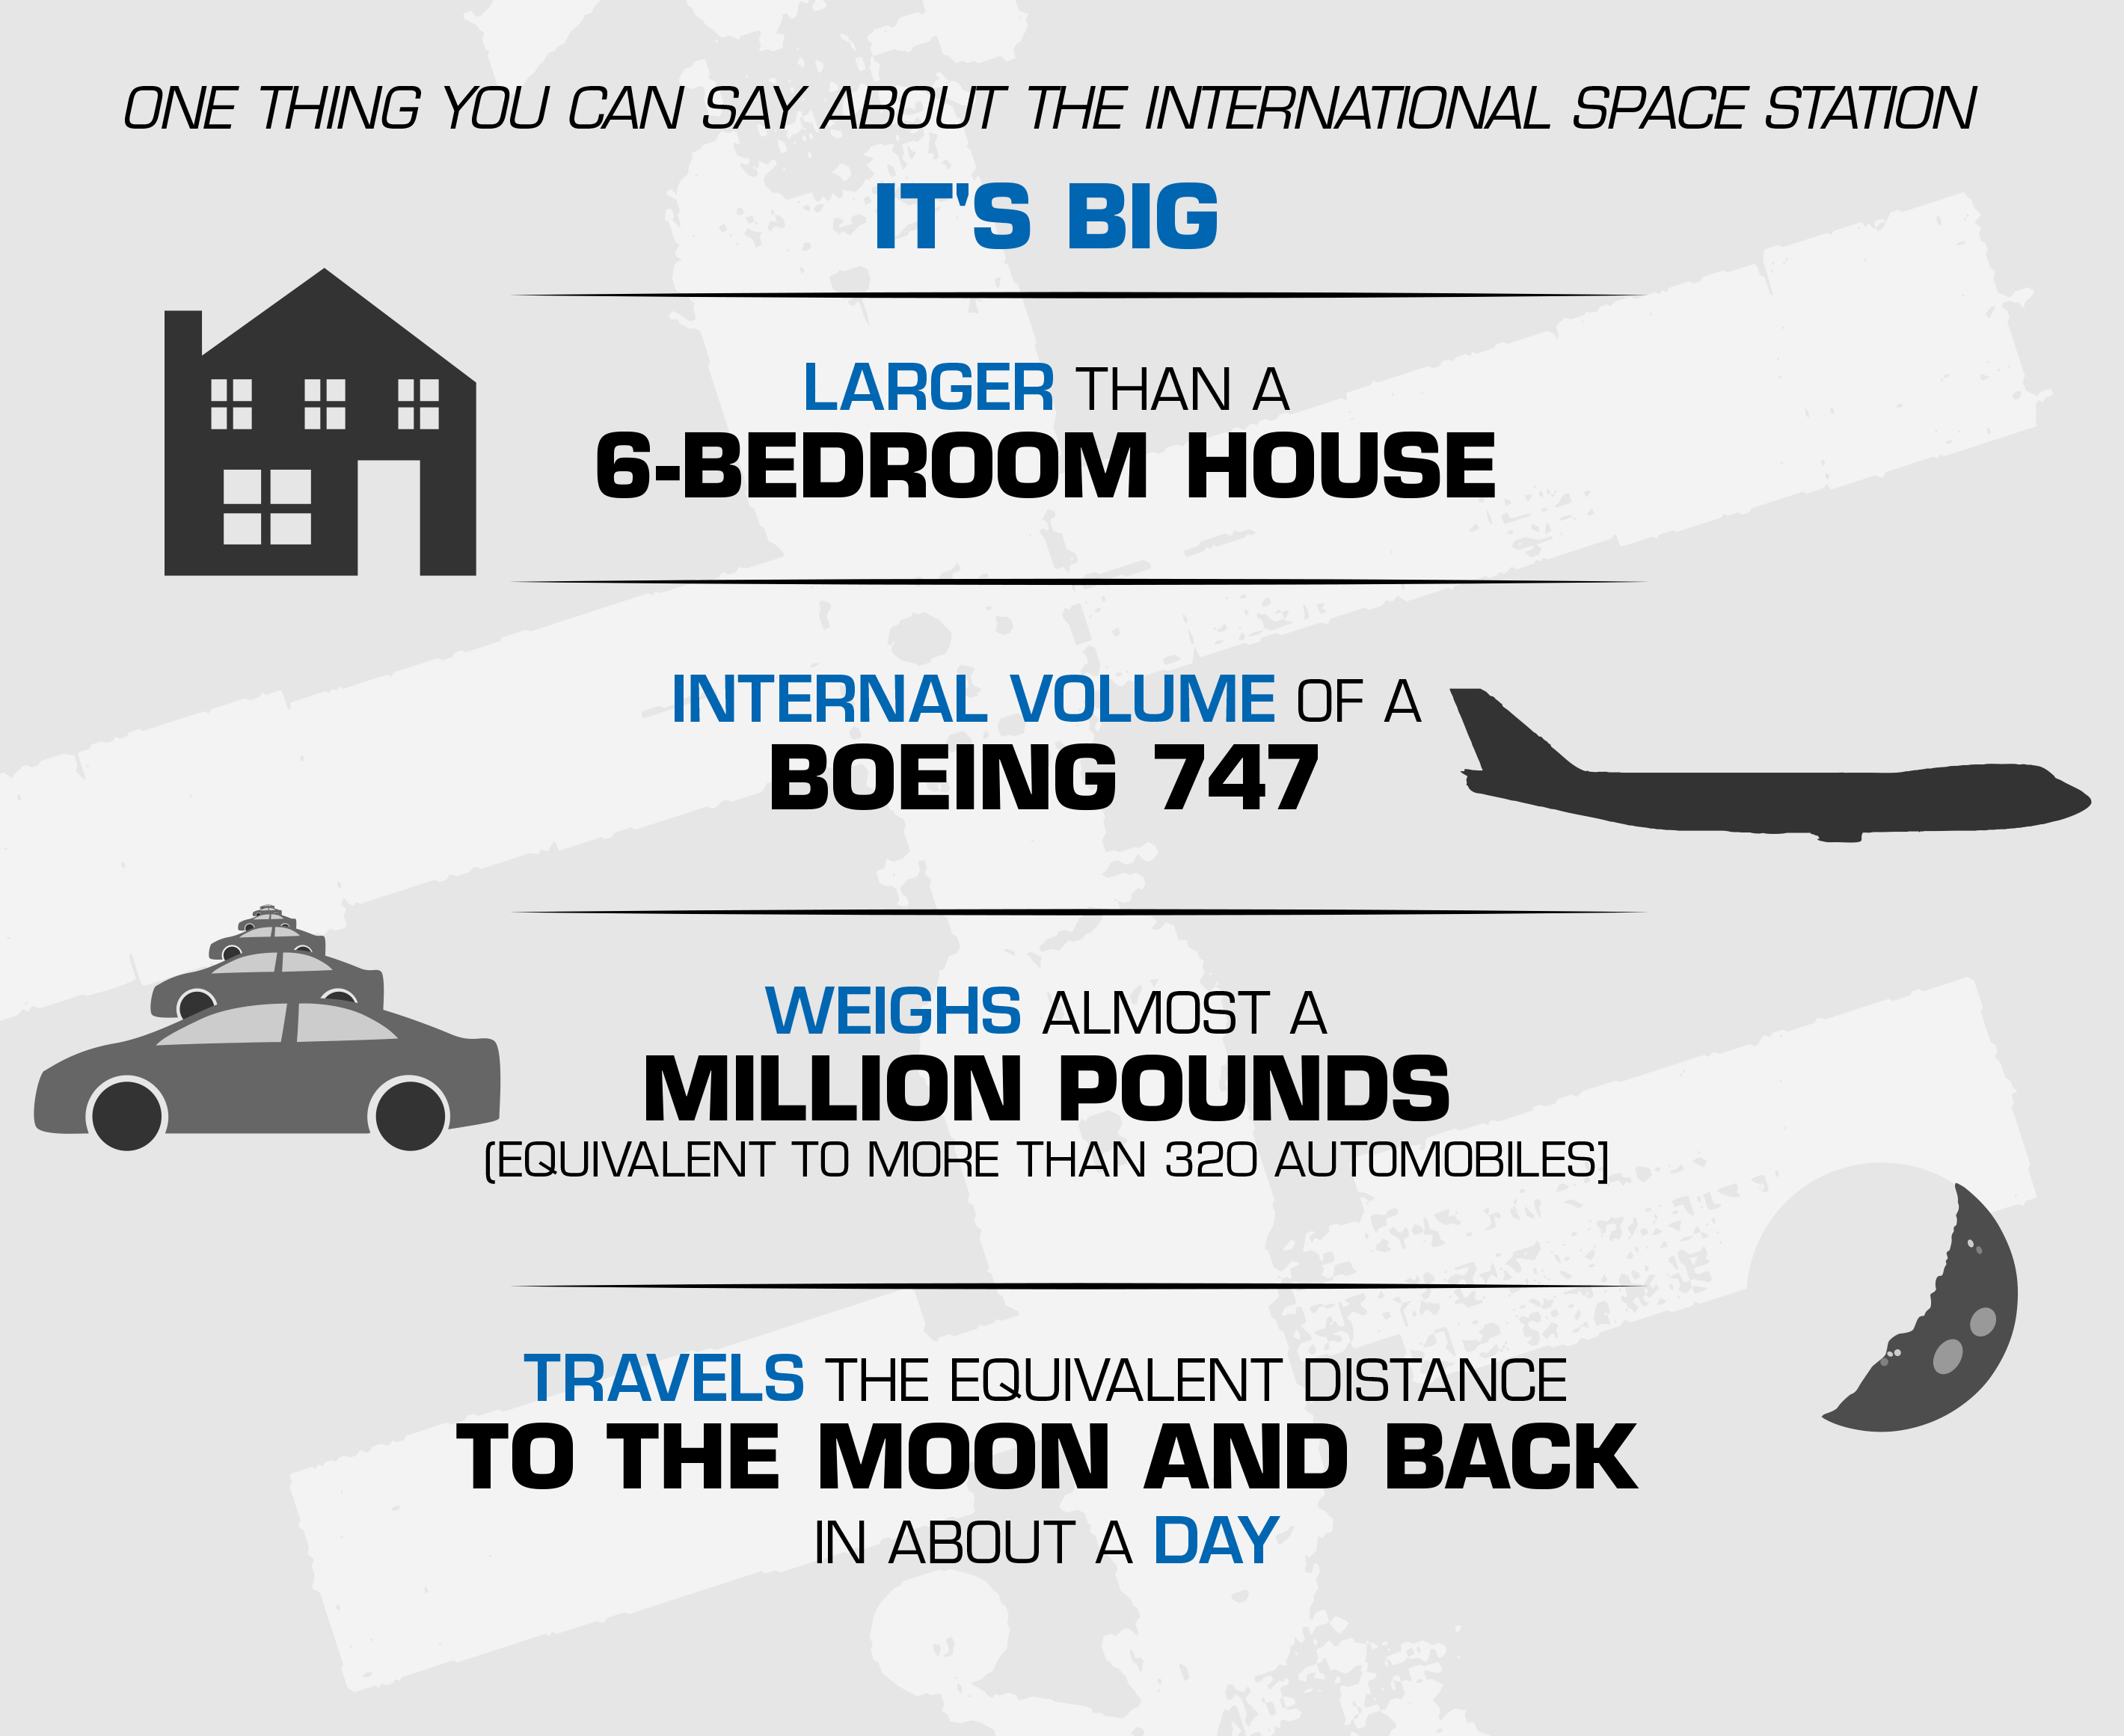 ONE THING YOU CAN SAY ABOUT THE INTERNATIONAL SPACE STATION
IT'S BIG
LARGER THAN A
6-BEDROOM HOUSE
INTERNAL VOLUME OF A
BOEING 747
WEIGHS ALMOST A
MILLION POUNDS
(EQUIVALENT TO MORE THAN 320 AUTOMOBILES]
TRAVELS THE EQUIVALENT DISTANCE
TO THE MOON AND BACK
IN ABOUT A DAY